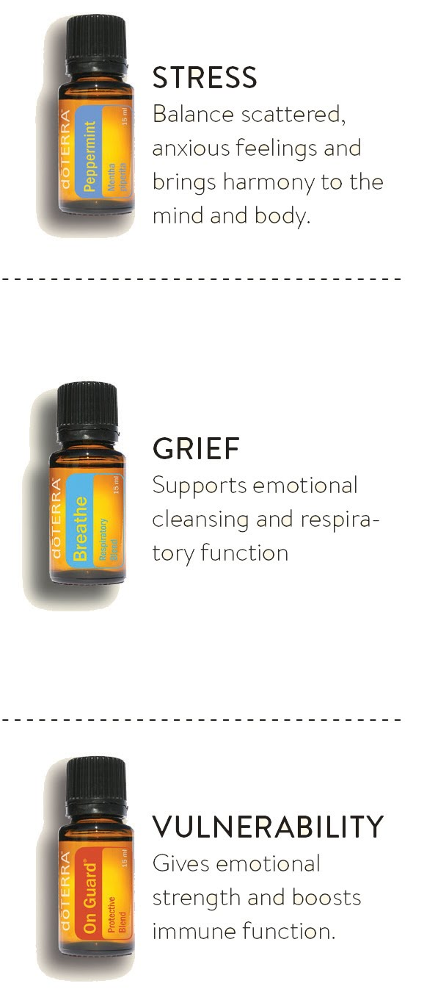 dōTERRA
Peppermint
Mentha
piperita
15 ml
STRESS
Balance scattered,
anxious feelings and
brings harmony to the
mind and body.
dōTERRA
Breathe
Respiratory
Blend
15 ml
GRIEF
Supports emotional
cleansing and respira-
tory function
dōTERRA
On Guard®
Protective
Blend
15 ml
VULNERABILITY
Gives emotional
strength and boosts
immune function.